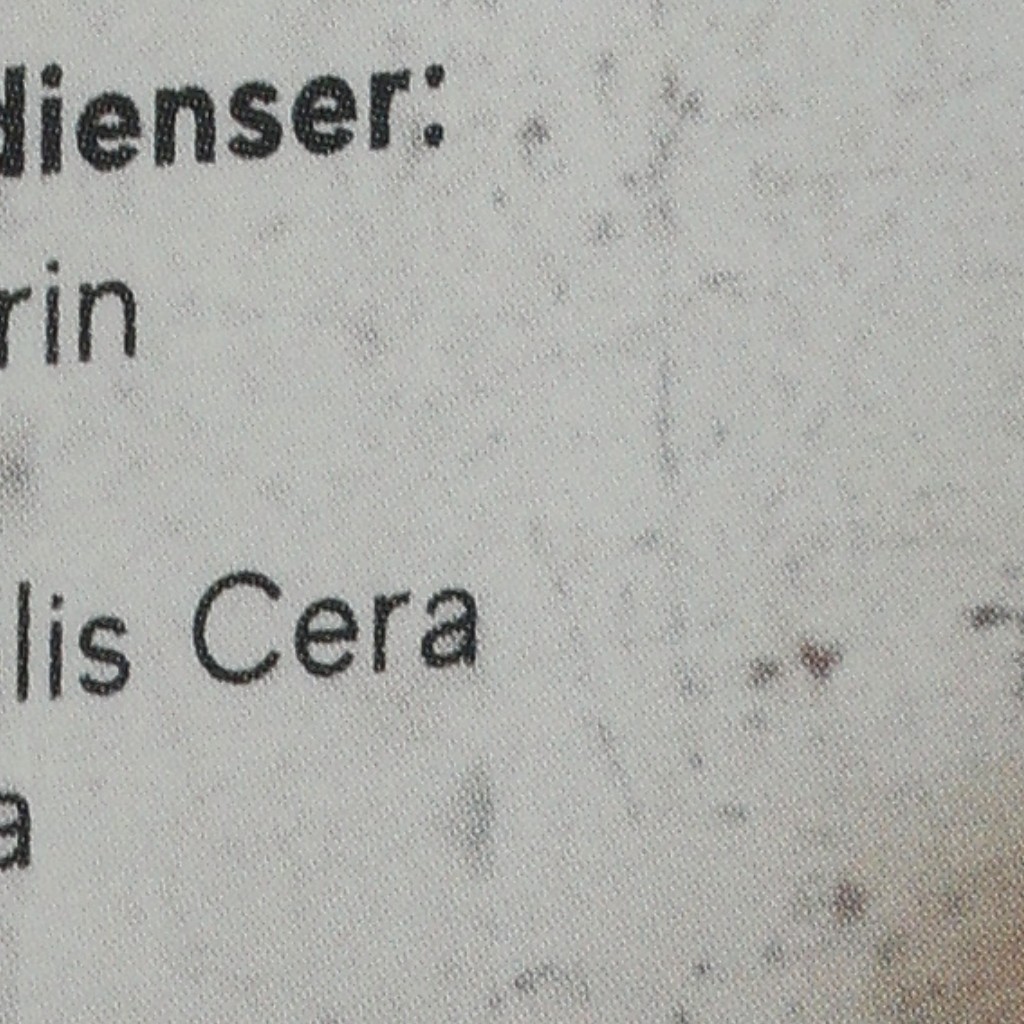 dienser:
rin
lis Cera
a